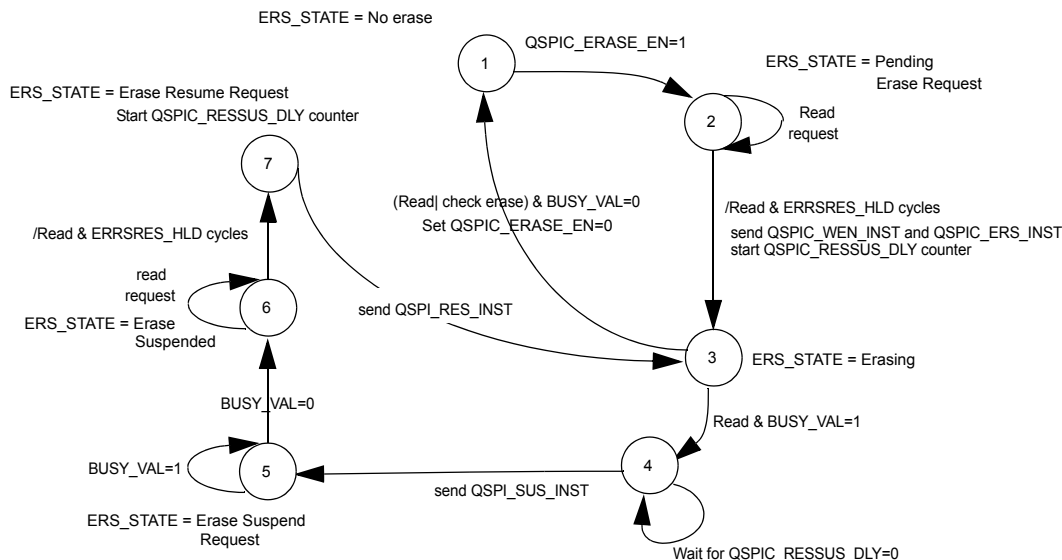 ERS_STATE = No erase
QSPIC_ERASE_EN=1
1
ERS_STATE = Pending
Erase Request
2
Read
request
ERS_STATE = Erase Resume Request
Start QSPIC_RESSUS_DLY counter
7
(Read| check erase) & BUSY_VAL=0
Set QSPIC_ERASE_EN=0
/Read & ERRSRES_HLD cycles
send QSPIC_WEN_INST and QSPIC_ERS_INST
start QSPIC_RESSUS_DLY counter
/Read & ERRSRES_HLD cycles
read
request
6
ERS_STATE = Erase
Suspended
send QSPI_RES_INST
3
ERS_STATE = Erasing
BUSY_VAL=0
Read & BUSY_VAL=1
BUSY_VAL=1
5
4
send QSPI_SUS_INST
ERS_STATE = Erase Suspend
Request
Wait for QSPIC_RESSUS_DLY=0